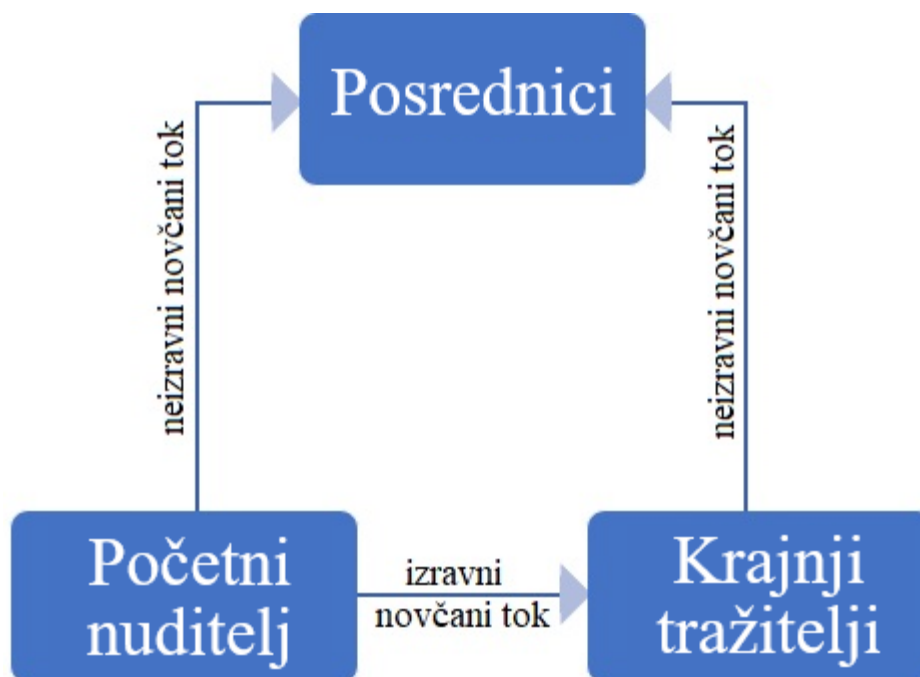 Posrednici
neizravni novčani tok
neizravni novčani tok
Početni
nuditelj
izravni
novčani tok
Krajnji
tražitelji